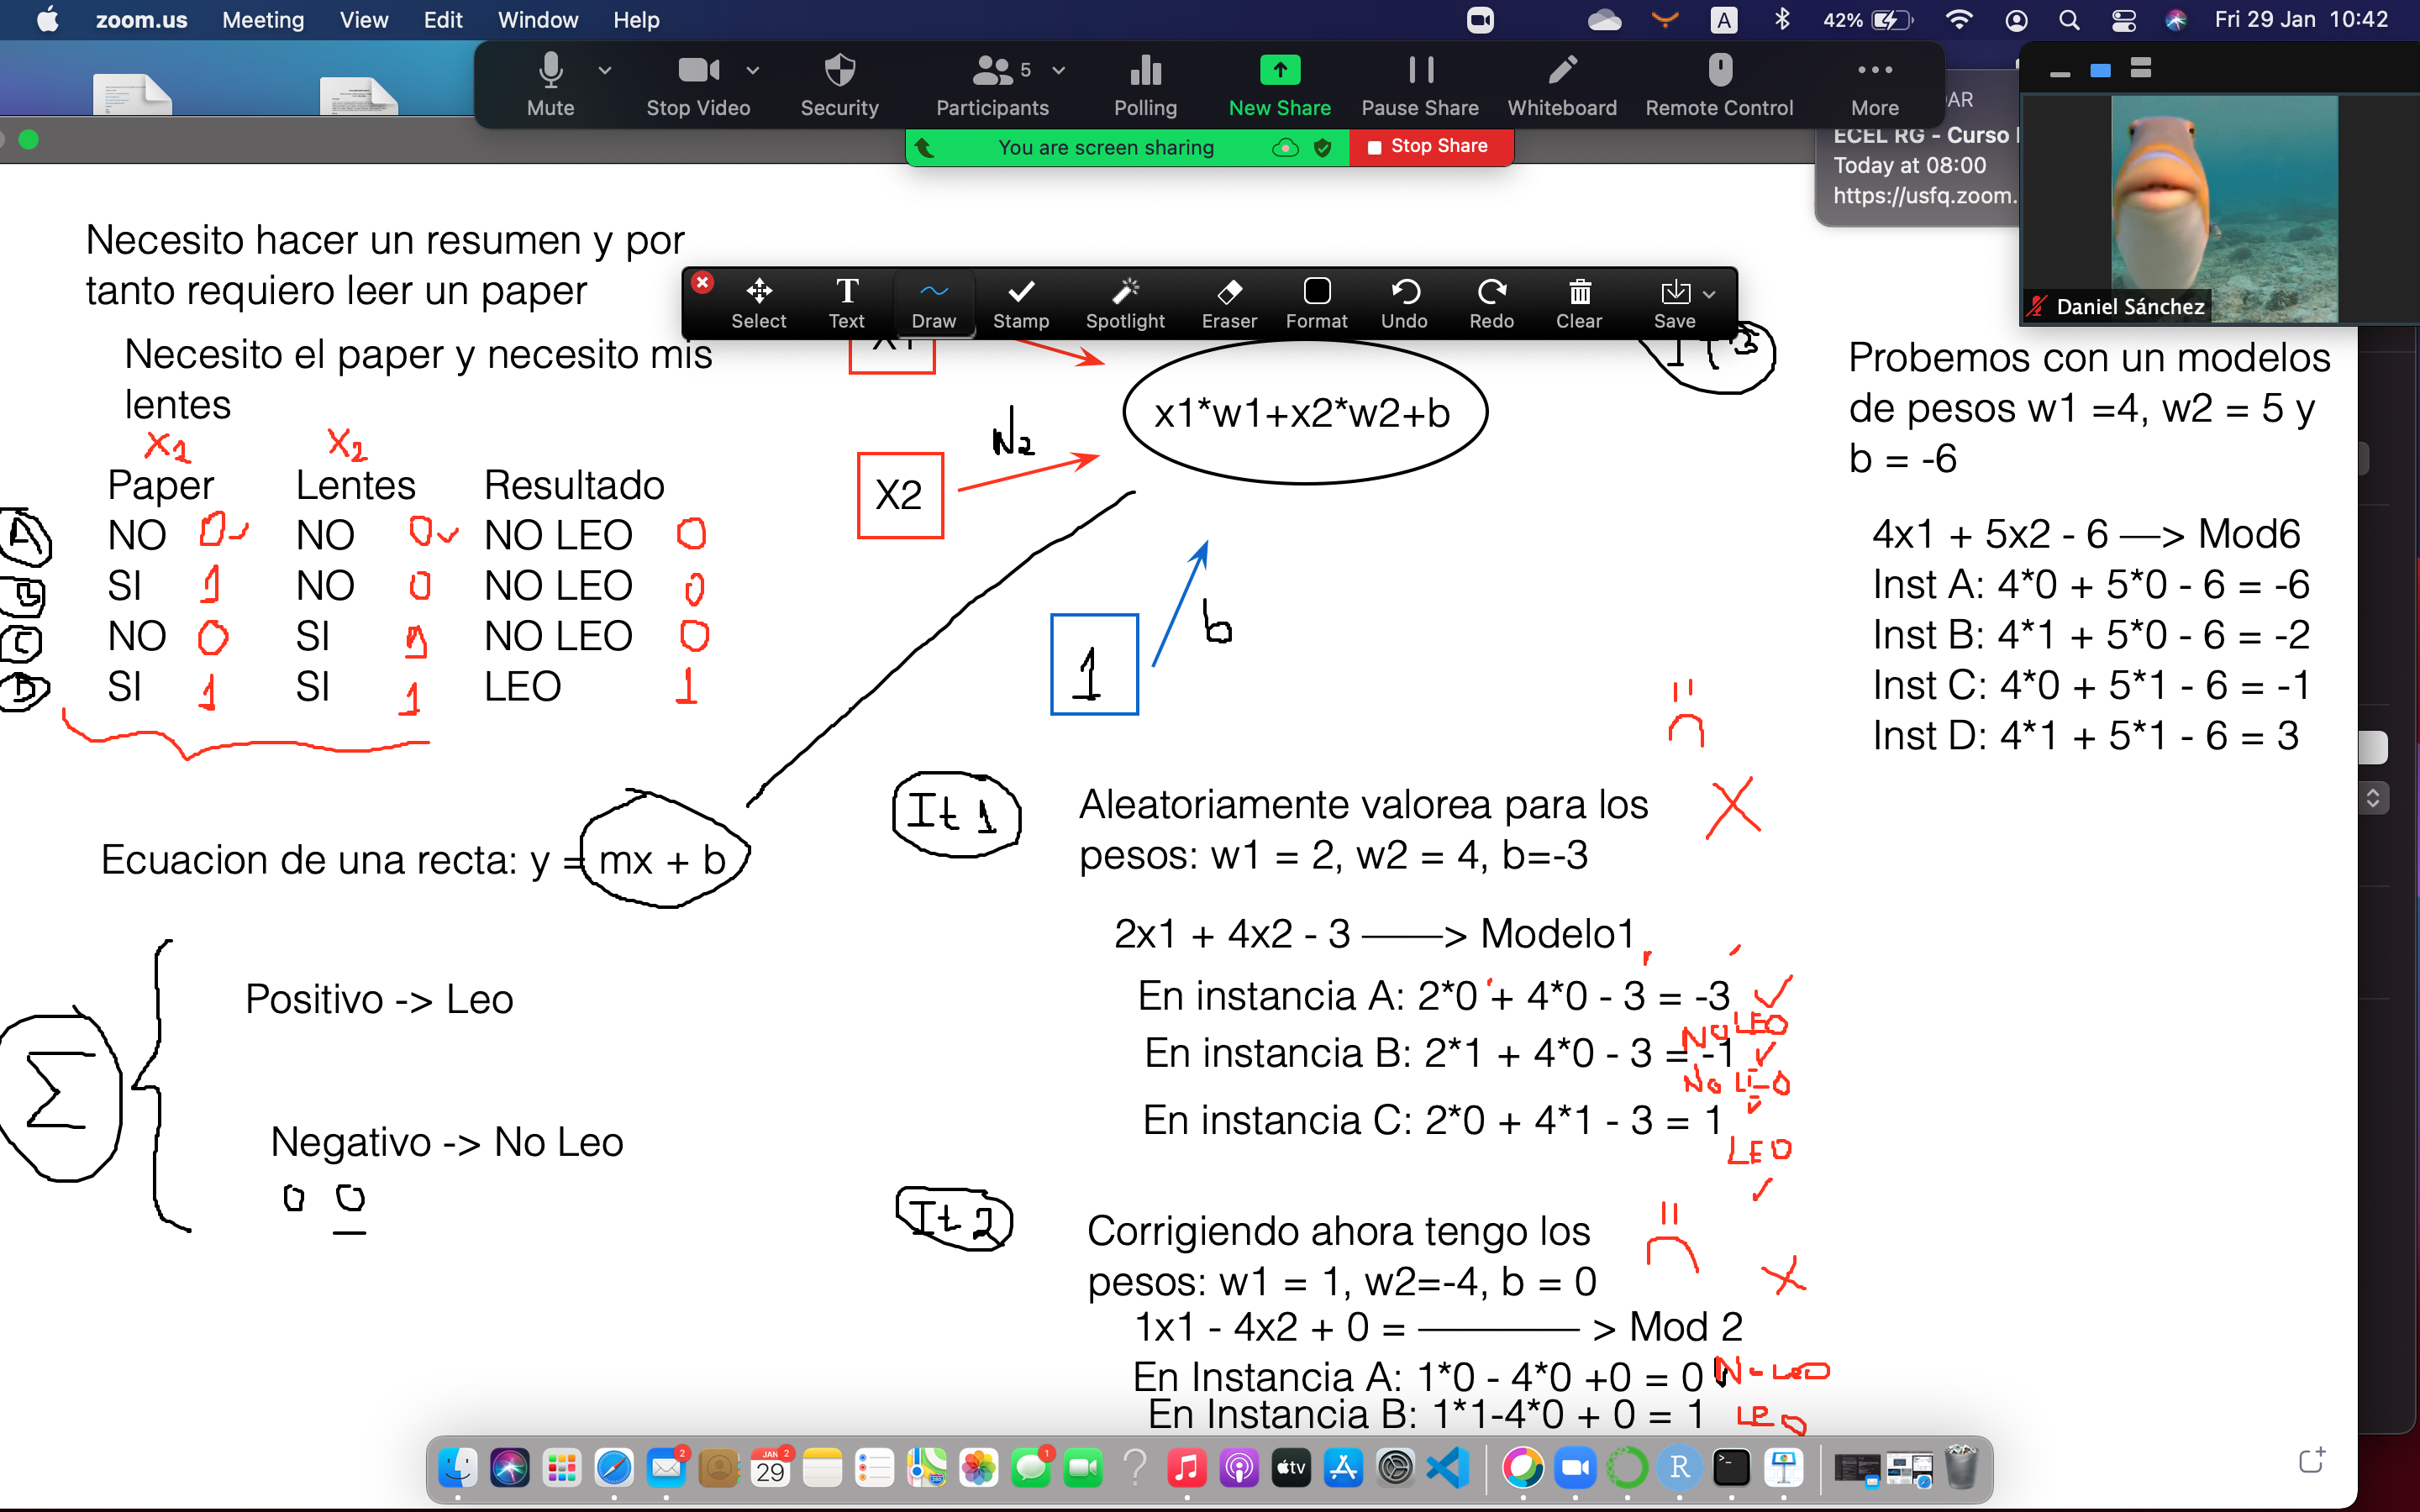 zoom.us Meeting View Edit Window Help
A 42% Fri 29 Jan 10:42
Mute Stop Video Security 5 Participants Polling New Share Pause Share Whiteboard Remote Control More
You are screen sharing Stop Share
ECEL RG - Curso
Today at 08:00
https://usfq.zoom.
Daniel Sánchez
Select Text Draw Stamp Spotlight Eraser Format Undo Redo Clear Save
Necesito hacer un resumen y por
tanto requiero leer un paper
Necesito el paper y necesito mis
lentes
X1 X2
Paper Lentes Resultado
A NO 0 NO 0 NO LEO 0
B SI 1 NO 0 NO LEO 0
C NO 0 SI 1 NO LEO 0
D SI 1 SI 1 LEO 1
Ecuacion de una recta: y = mx + b
Σ
Positivo -> Leo
Negativo -> No Leo
0 0
X1
x1*w1+x2*w2+b
W2
X2
1
b
It 1
Aleatoriamente valorea para los
pesos: w1 = 2, w2 = 4, b=-3
X
2x1 + 4x2 - 3 ——> Modelo1
En instancia A: 2*0 + 4*0 - 3 = -3
No LEO
En instancia B: 2*1 + 4*0 - 3 = -1
No LEO
En instancia C: 2*0 + 4*1 - 3 = 1
LEO
It 2
Corrigiendo ahora tengo los
pesos: w1 = 1, w2=-4, b = 0
X
1x1 - 4x2 + 0 = ———— > Mod 2
En Instancia A: 1*0 - 4*0 +0 = 0 N-LEO
En Instancia B: 1*1-4*0 + 0 = 1 LEO
It 3
Probemos con un modelos
de pesos w1 =4, w2 = 5 y
b = -6
4x1 + 5x2 - 6 —> Mod6
Inst A: 4*0 + 5*0 - 6 = -6
Inst B: 4*1 + 5*0 - 6 = -2
Inst C: 4*0 + 5*1 - 6 = -1
Inst D: 4*1 + 5*1 - 6 = 3
2 JAN 2 29 1 tv R